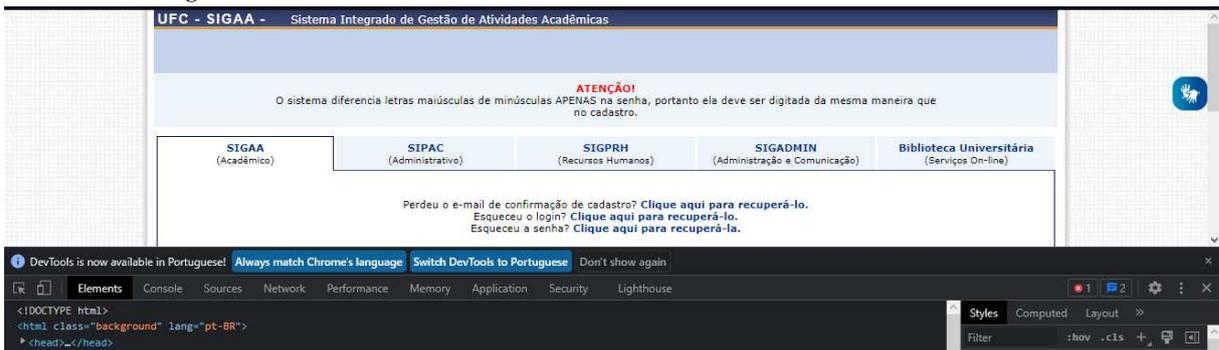 UFC - SIGAA - Sistema Integrado de Gestão de Atividades Acadêmicas
ATENÇÃO!
O sistema diferencia letras maiúsculas de minúsculas APENAS na senha, portanto ela deve ser digitada da mesma maneira que
no cadastro.
SIGAA SIPAC SIGPRH SIGADMIN Biblioteca Universitária
(Acadêmico) (Administrativo) (Recursos Humanos) (Administração e Comunicação) (Serviços On-line)
Perdeu o e-mail de confirmação de cadastro? Clique aqui para recuperá-lo.
Esqueceu o login? Clique aqui para recuperá-lo.
Esqueceu a senha? Clique aqui para recuperá-la.
DevTools is now available in Portuguese! Always match Chrome's language Switch DevTools to Portuguese Don't show again
Elements Console Sources Network Performance Memory Application Security Lighthouse 1 2
<!DOCTYPE html> Styles Computed Layout »
<html class="background" lang="pt-BR">
<head>…</head> Filter :hov .cls +